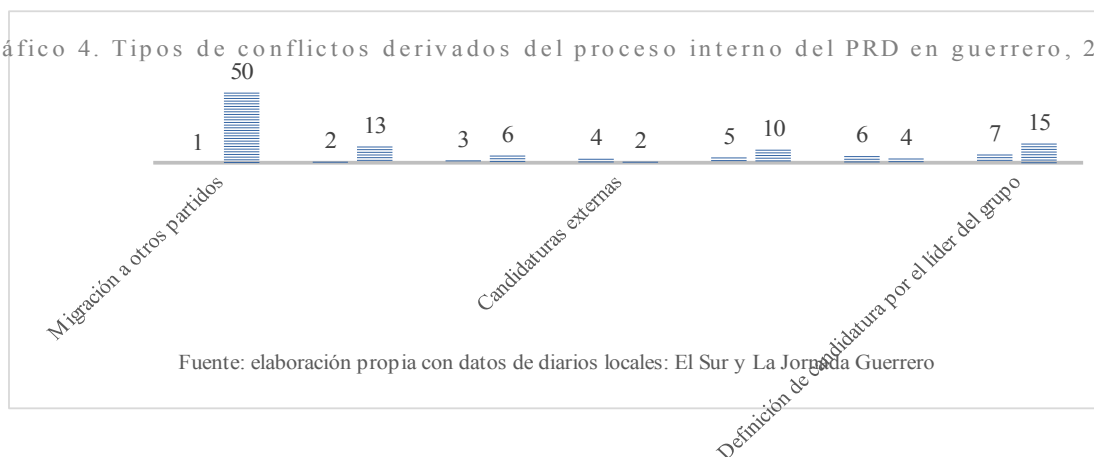 áfico 4. Tipos de conflictos derivados del proceso interno del PRD en guerrero, 2
50
1
2
13
3
6
4
2
5
10
6
4
7
15
Migración a otros partidos
Candidaturas externas
Definición de candidatura por el líder del grupo
Fuente: elaboración propia con datos de diarios locales: El Sur y La Jornada Guerrero